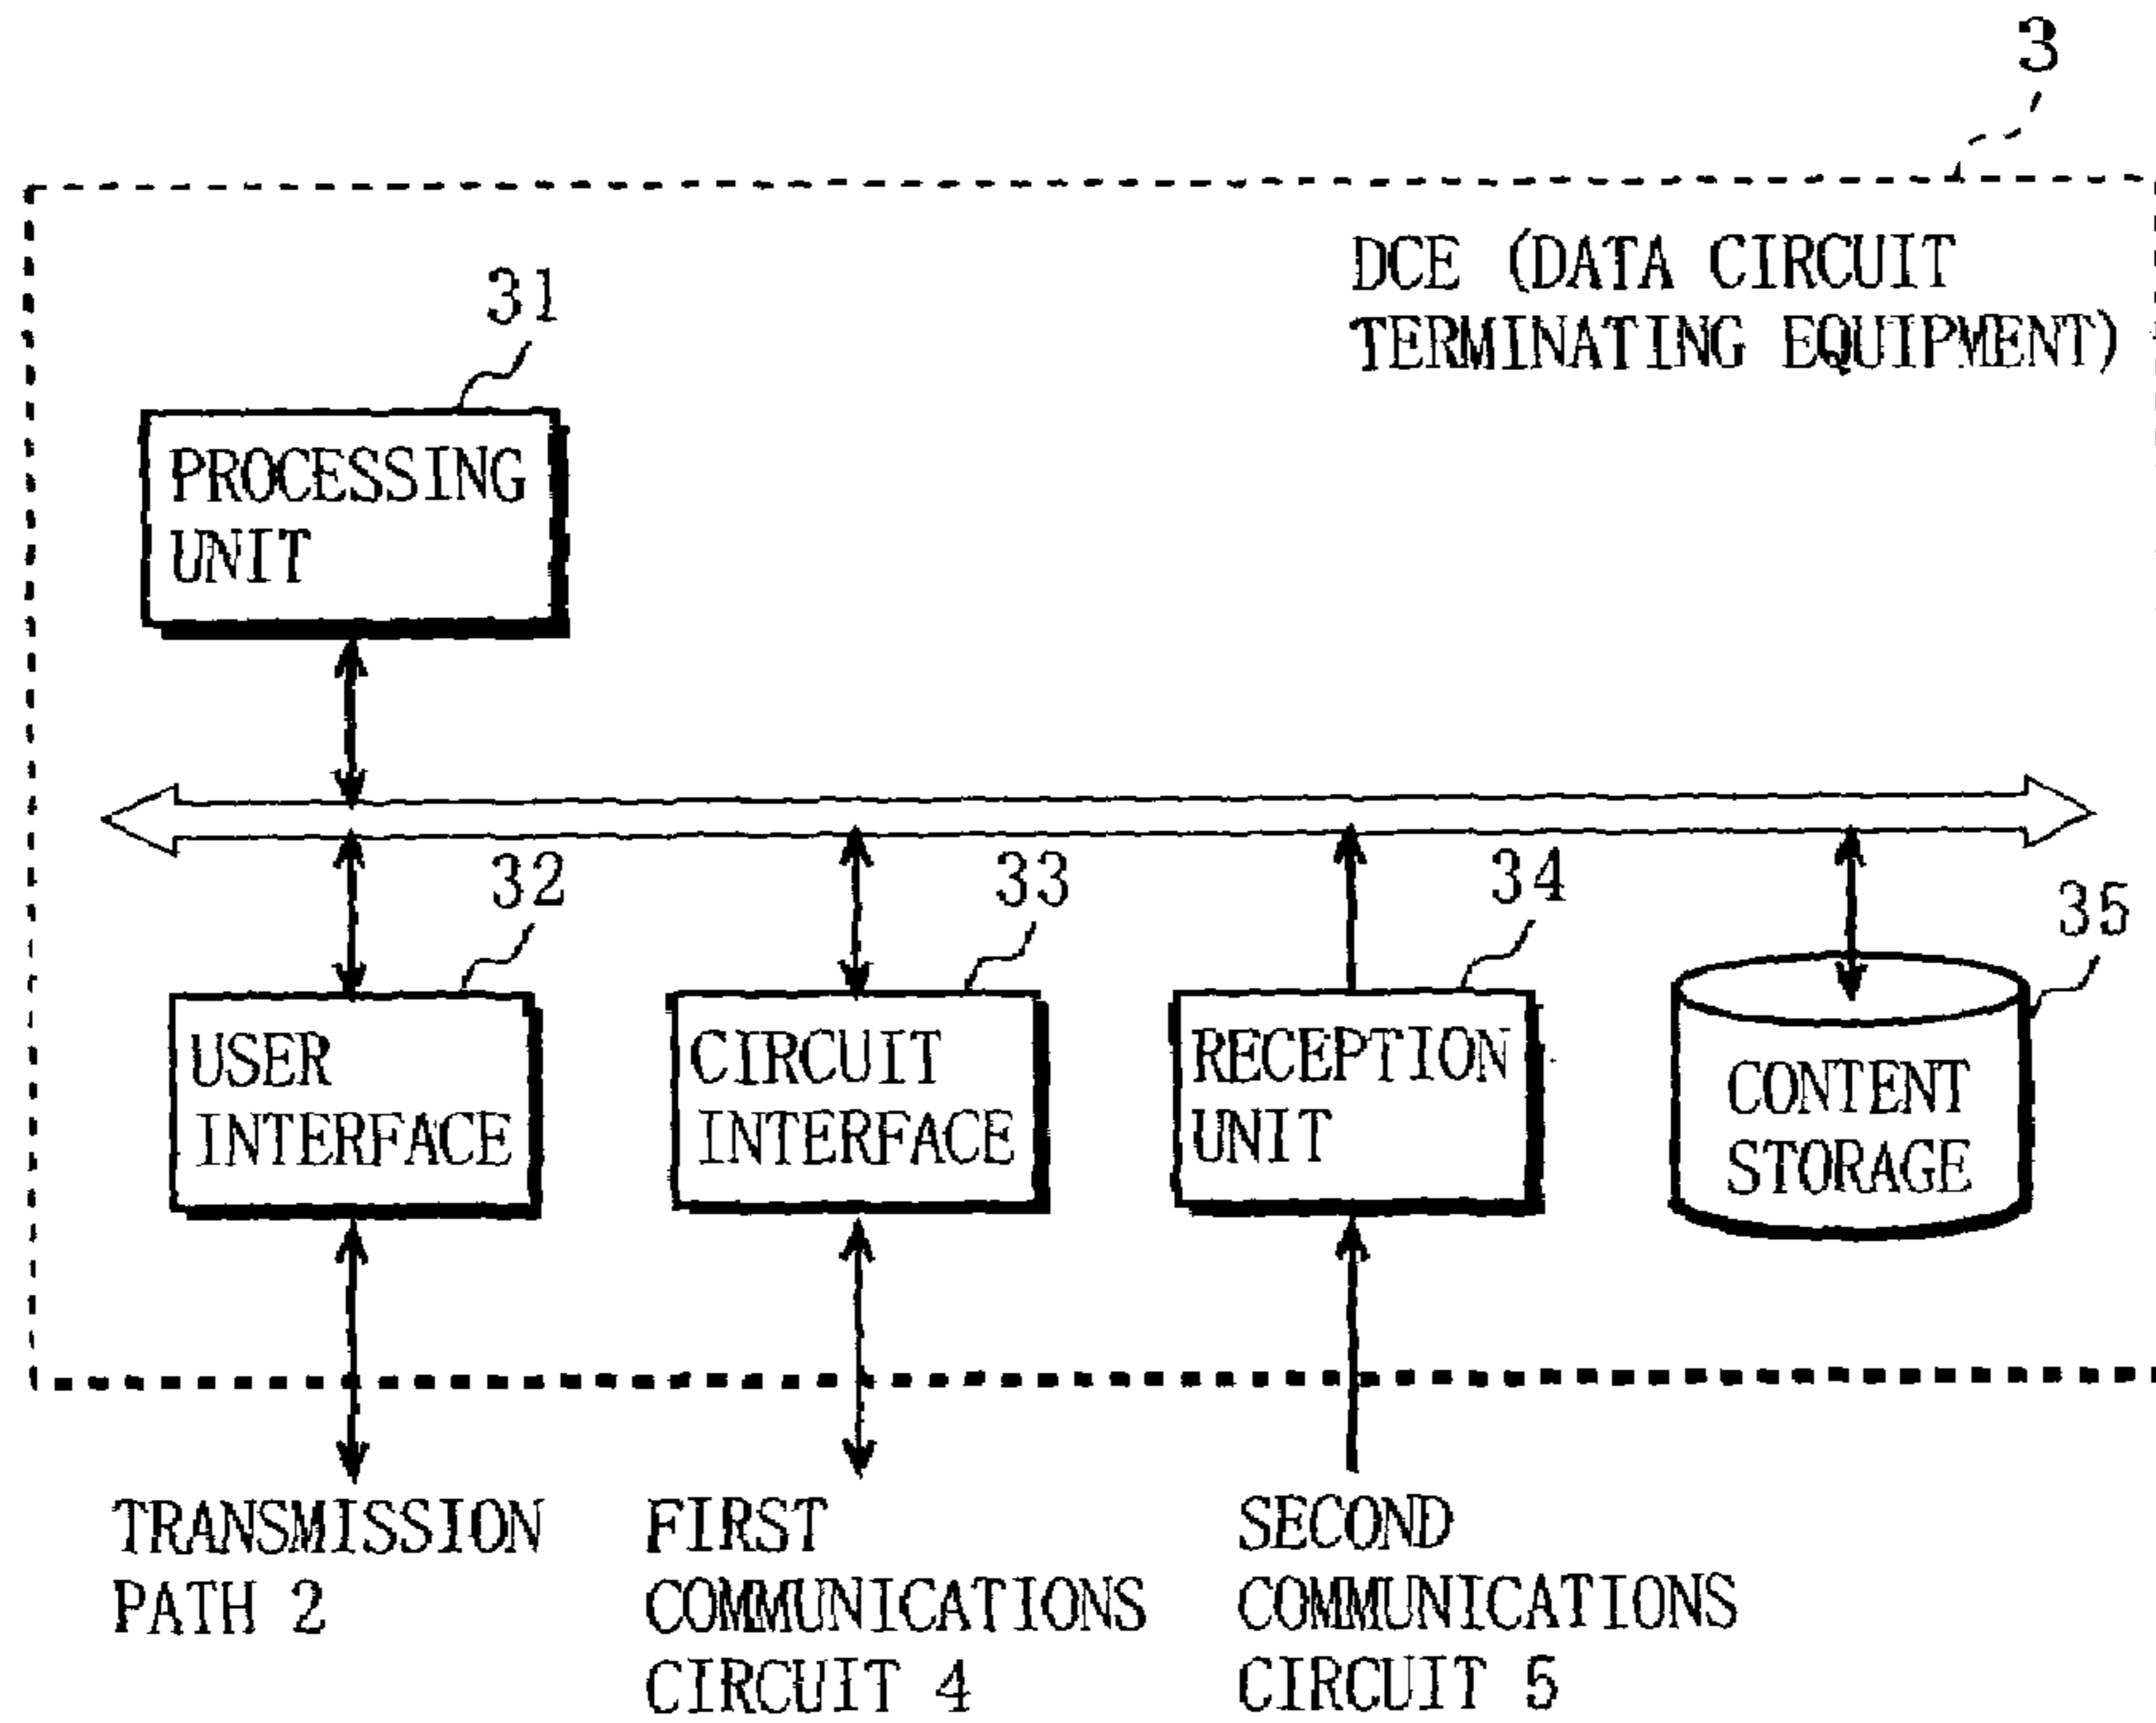 3
DCE (DATA CIRCUIT
TERMINATING EQUIPMENT)
31
PROCESSING
UNIT
32
33
34
35
USER
INTERFACE
CIRCUIT
INTERFACE
RECEPTION
UNIT
CONTENT
STORAGE
TRANSMISSION
PATH 2
FIRST
COMMUNICATIONS
CIRCUIT 4
SECOND
COMMUNICATIONS
CIRCUIT 5